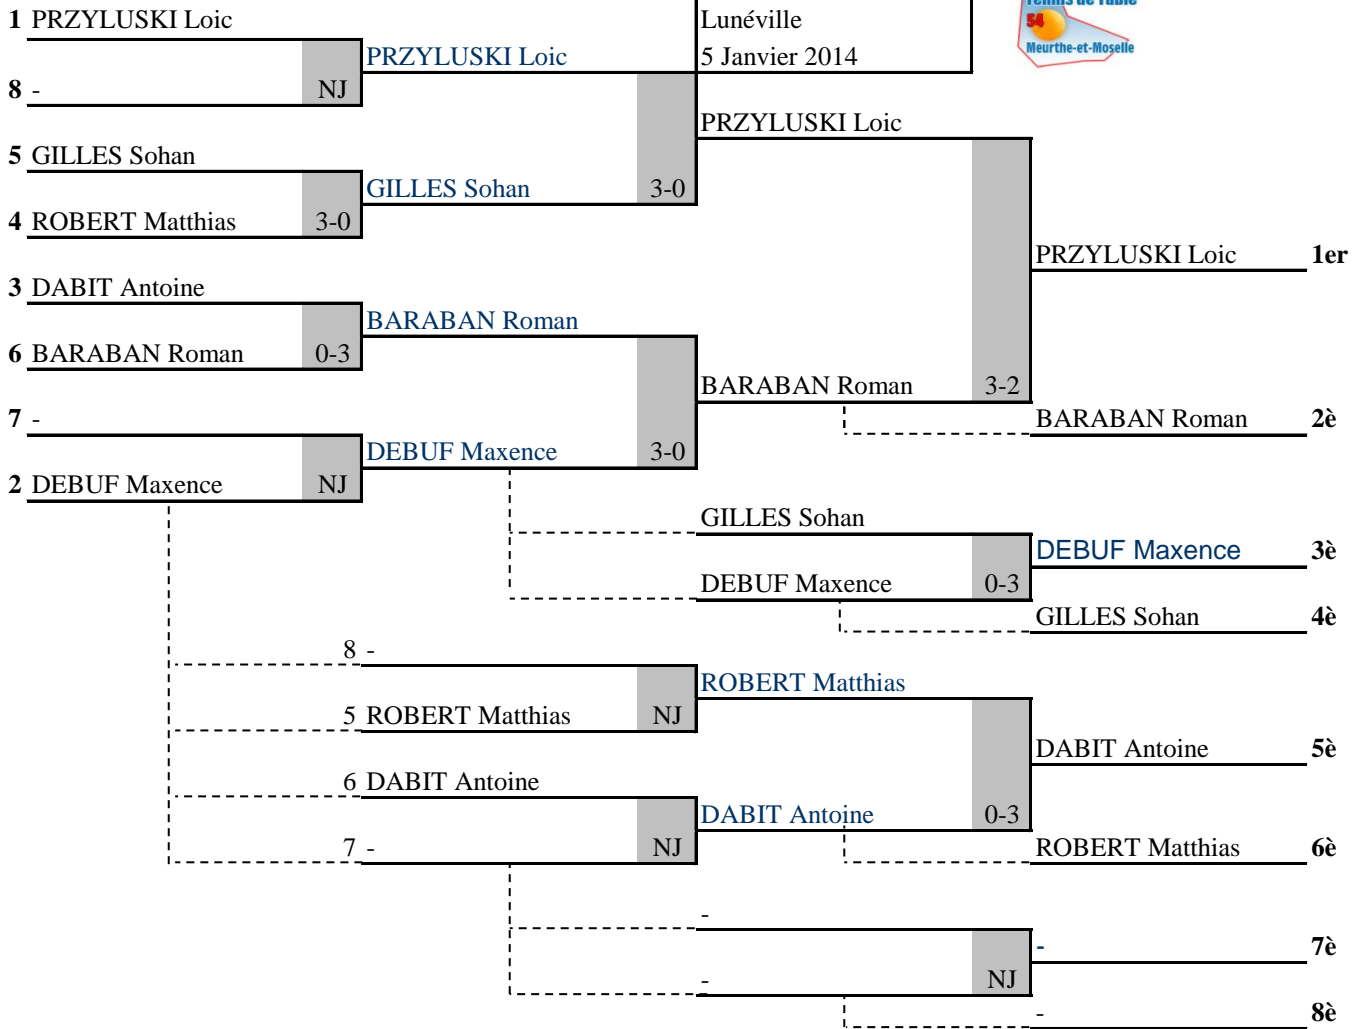 Tennis de Table
54
Meurthe-et-Moselle
Lunéville
5 Janvier 2014
1 PRZYLUSKI Loic
PRZYLUSKI Loic
8 - NJ
PRZYLUSKI Loic
5 GILLES Sohan
GILLES Sohan 3-0
4 ROBERT Matthias 3-0
PRZYLUSKI Loic 1er
3 DABIT Antoine
BARABAN Roman
6 BARABAN Roman 0-3
BARABAN Roman 3-2
7 -
BARABAN Roman 2è
DEBUF Maxence 3-0
2 DEBUF Maxence NJ
GILLES Sohan
DEBUF Maxence 3è
DEBUF Maxence 0-3
GILLES Sohan 4è
8 -
ROBERT Matthias
5 ROBERT Matthias NJ
DABIT Antoine 5è
6 DABIT Antoine
DABIT Antoine 0-3
7 - NJ
ROBERT Matthias 6è
-
- 7è
- NJ
- 8è